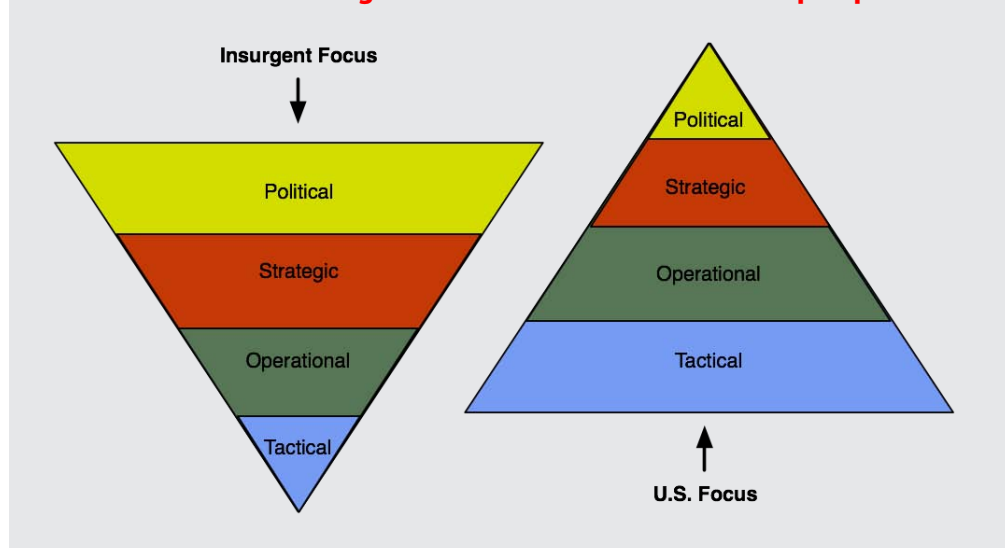 Insurgent Focus
Political
Strategic
Operational
Tactical
Political
Strategic
Operational
Tactical
U.S. Focus